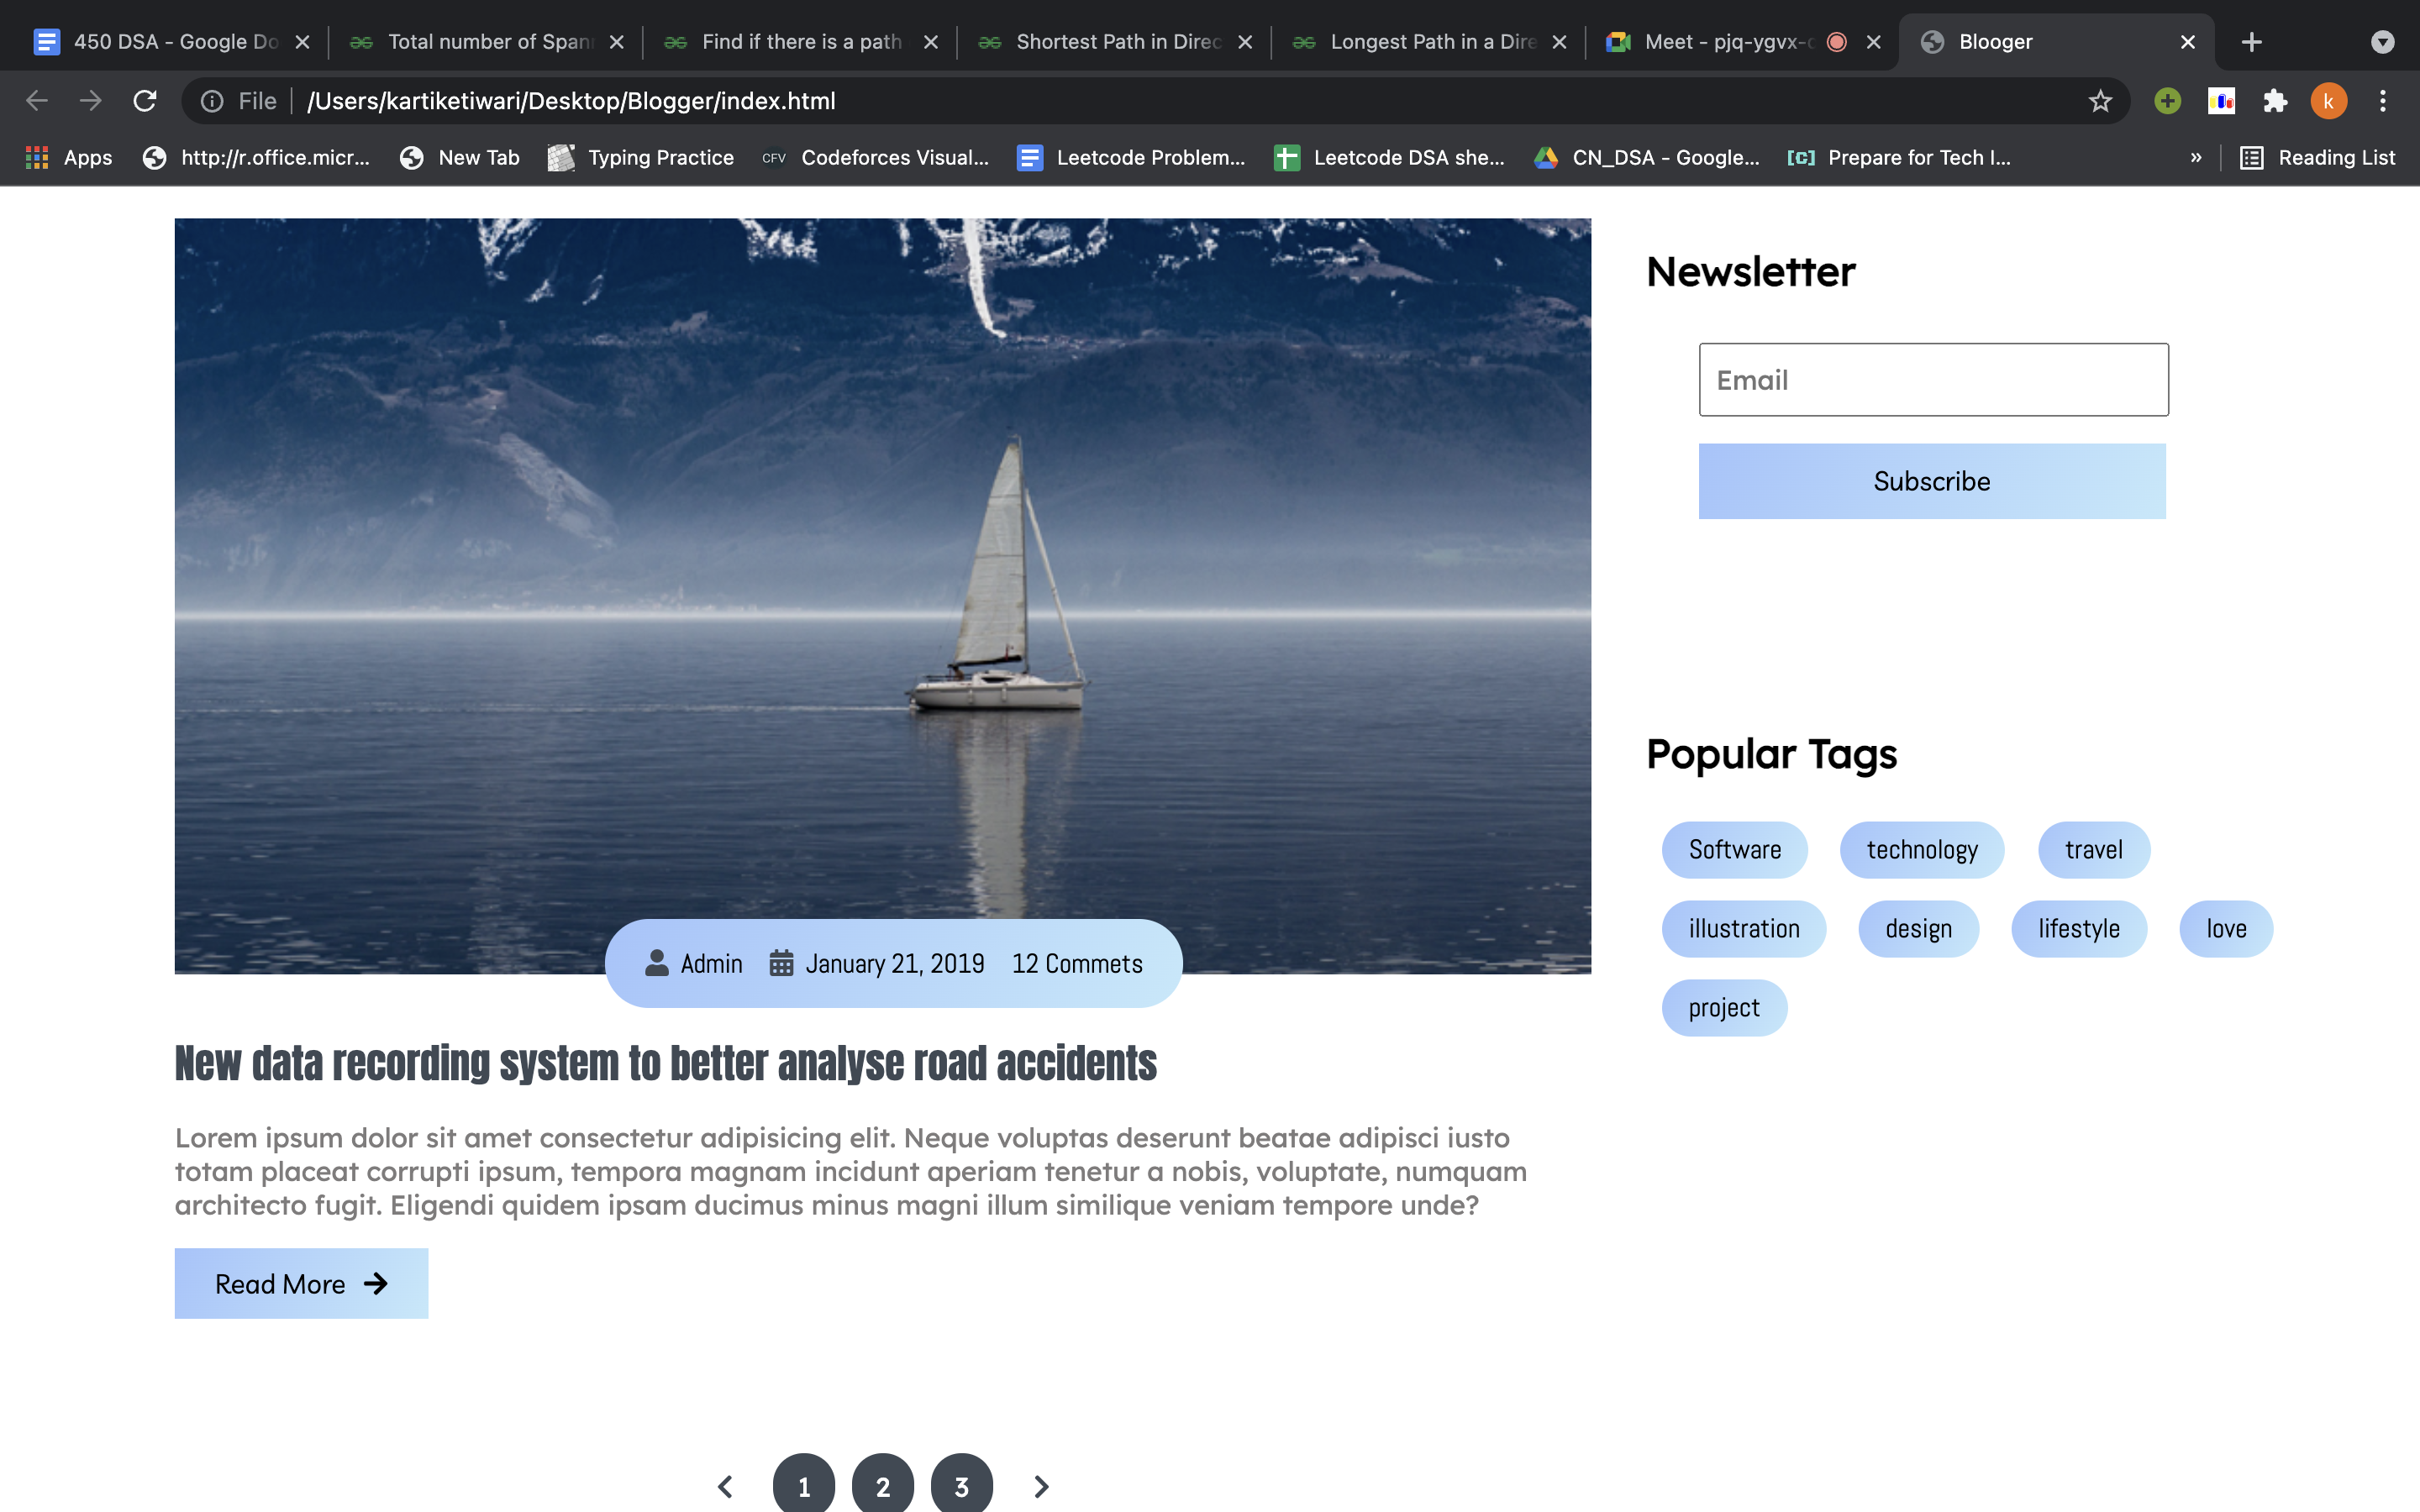 450 DSA - Google Do
Total number of Span
Find if there is a path
Shortest Path in Direc
Longest Path in a Dire
Meet - pjq-ygvx-c
Blooger
File
/Users/kartiketiwari/Desktop/Blogger/index.html
k
Apps
http://r.office.micr...
New Tab
Typing Practice
CFV
Codeforces Visual...
Leetcode Problem...
Leetcode DSA she...
CN_DSA - Google...
[C]
Prepare for Tech I...
»
Reading List
Newsletter
Email
Subscribe
Popular Tags
Software technology travel
illustration design lifestyle love
project
Admin January 21, 2019 12 Commets
New data recording system to better analyse road accidents
Lorem ipsum dolor sit amet consectetur adipisicing elit. Neque voluptas deserunt beatae adipisci iusto
totam placeat corrupti ipsum, tempora magnam incidunt aperiam tenetur a nobis, voluptate, numquam
architecto fugit. Eligendi quidem ipsam ducimus minus magni illum similique veniam tempore unde?
Read More
1 2 3